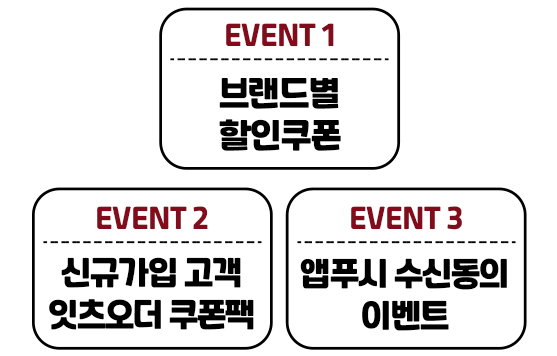 EVENT 1
브랜드별
할인쿠폰
EVENT 2
신규가입 고객
잇츠오더 쿠폰팩
EVENT 3
앱푸시 수신동의
이벤트